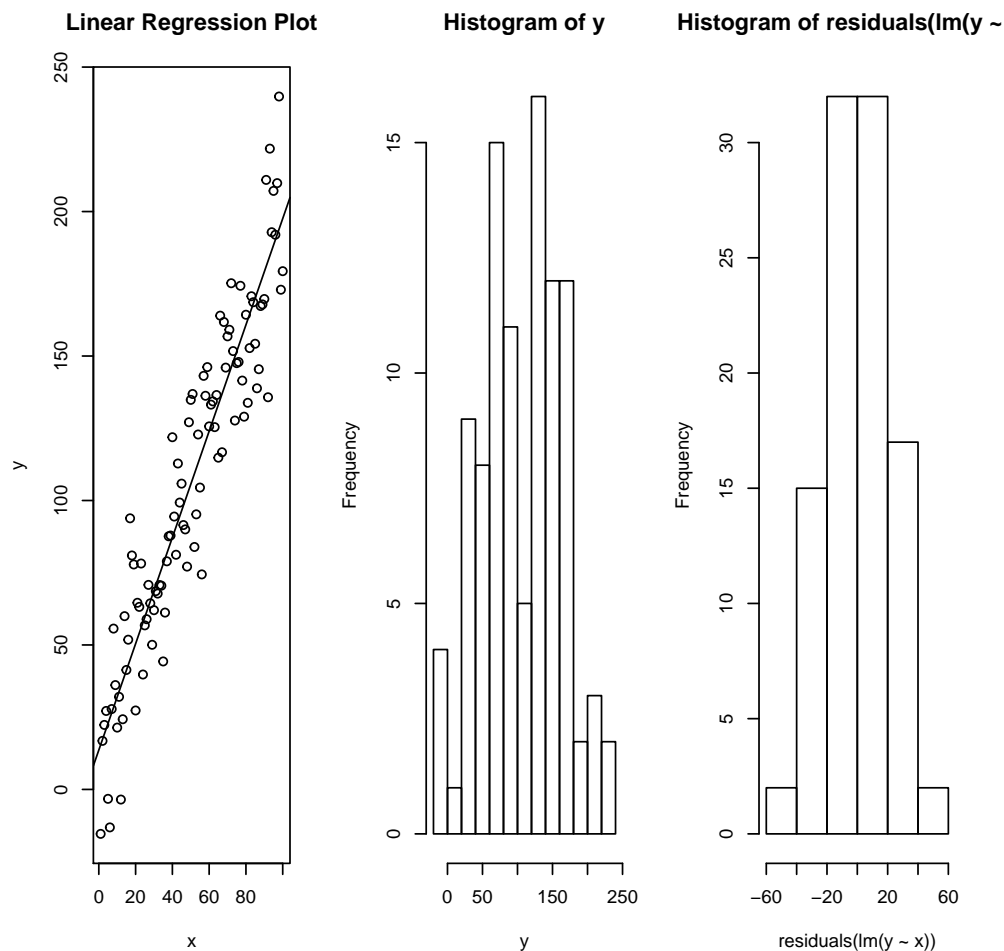 Linear Regression Plot
250
200
150
100
50
0
y
0 20 40 60 80
x
Histogram of y
15
10
5
0
Frequency
0 50 150 250
y
Histogram of residuals(lm(y ~
30
25
20
15
10
5
0
Frequency
−60 −20 20 60
residuals(lm(y ~ x))